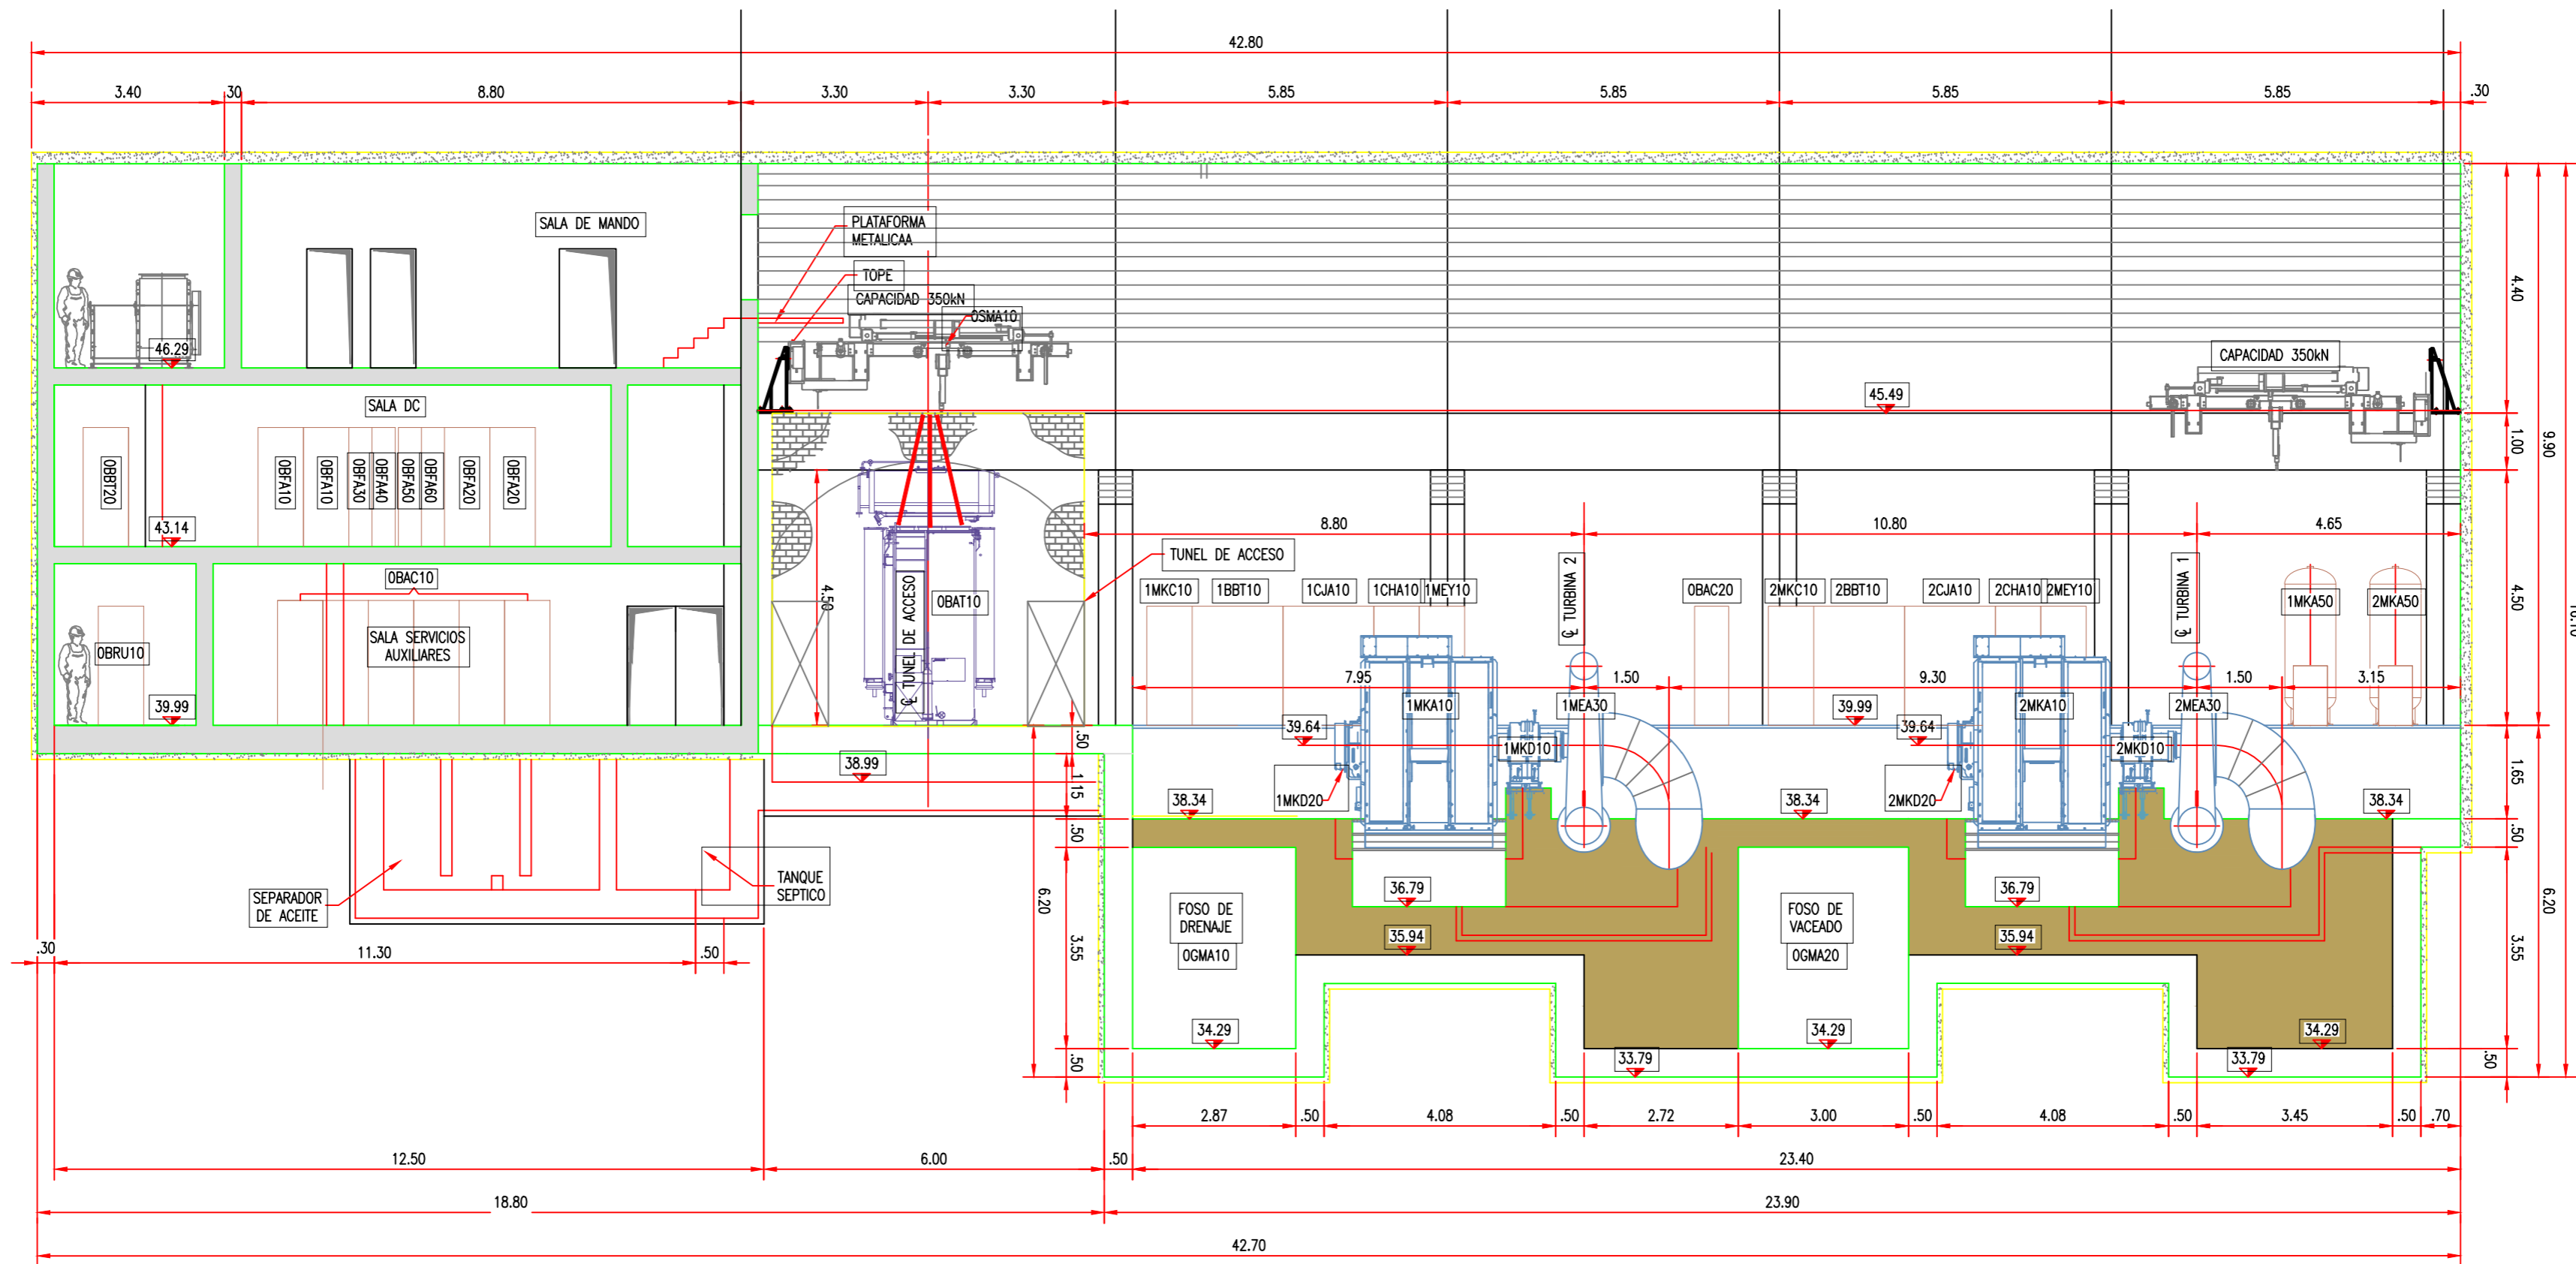 42.80
3.40
.30
8.80
3.30
3.30
5.85
5.85
5.85
5.85
.30
SALA DE MANDO
PLATAFORMA
METALICAA
TOPE
CAPACIDAD 350kN
0SMA10
CAPACIDAD 350kN
46.29
45.49
4.40
1.00
9.90
SALA DC
0BBT20
0BFA10
0BFA10
0BFA30
0BFA40
0BFA50
0BFA60
0BFA20
0BFA20
43.14
8.80
10.80
4.65
4.50
4.50
TUNEL DE ACCESO
0BAC10
SALA SERVICIOS
AUXILIARES
0BRU10
39.99
℄ TUNEL DE ACCESO
0BAT10
1MKC10
1BBT10
1CJA10
1CHA10
1MEY10
℄ TURBINA 2
0BAC20
2MKC10
2BBT10
2CJA10
2CHA10
2MEY10
℄ TURBINA 1
1MKA50
2MKA50
7.95
1.50
9.30
1.50
3.15
1MKA10
1MEA30
2MKA10
2MEA30
39.64
39.99
39.64
1MKD10
2MKD10
1MKD20
2MKD20
.50
38.99
1.15
1.65
38.34
38.34
38.34
.50
.50
SEPARADOR
DE ACEITE
TANQUE
SEPTICO
6.20
3.55
FOSO DE
DRENAJE
0GMA10
36.79
35.94
FOSO DE
VACEADO
0GMA20
36.79
35.94
3.55
6.20
.30
11.30
.50
34.29
34.29
34.29
.50
33.79
33.79
.50
2.87
.50
4.08
.50
2.72
3.00
.50
4.08
.50
3.45
.50
.70
12.50
6.00
.50
23.40
18.80
23.90
42.70